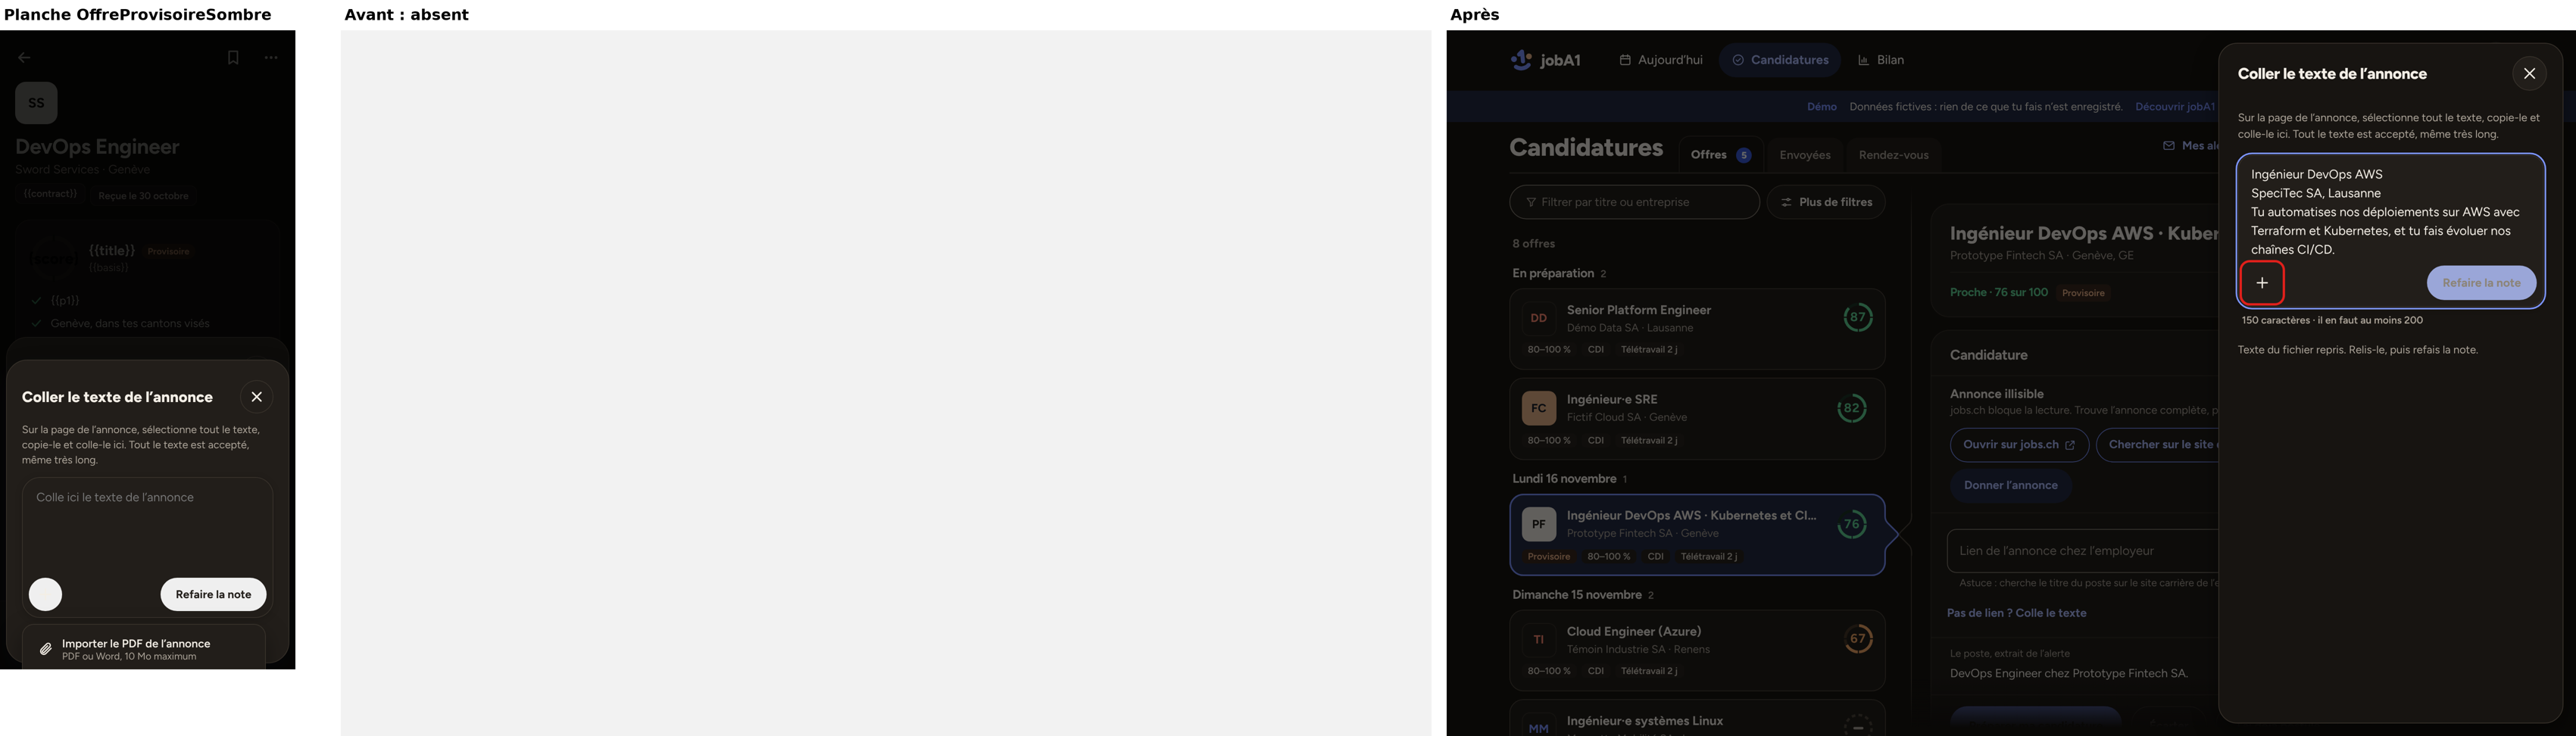 Planche OffreProvisoireSombre
SS
DevOps Engineer
Sword Services · Genève
{{contract}}
Reçue le 30 octobre
{{title}}
Provisoire
{{basis}}
{{p1}}
Genève, dans tes cantons visés
Coller le texte de l'annonce
Sur la page de l'annonce, sélectionne tout le texte,
copie-le et colle-le ici. Tout le texte est accepté,
même très long.
Colle ici le texte de l'annonce
Refaire la note
Importer le PDF de l'annonce
PDF ou Word, 10 Mo maximum
Avant : absent
Après
jobA1
Aujourd'hui
Candidatures
Bilan
Démo
Données fictives : rien de ce que tu fais n'est enregistré.
Découvrir jobA1
Candidatures
Offres 5
Envoyées
Rendez-vous
Mes al
Filtrer par titre ou entreprise
Plus de filtres
8 offres
En préparation 2
DD
Senior Platform Engineer
Démo Data SA · Lausanne
87
80–100 %
CDI
Télétravail 2 j
FC
Ingénieur·e SRE
Fictif Cloud SA · Genève
82
80–100 %
CDI
Télétravail 2 j
Lundi 16 novembre 1
PF
Ingénieur DevOps AWS · Kubernetes et CI...
Prototype Fintech SA · Genève
76
Provisoire
80–100 %
CDI
Télétravail 2 j
Dimanche 15 novembre 2
TI
Cloud Engineer (Azure)
Témoin Industrie SA · Renens
67
80–100 %
CDI
Télétravail 2 j
MM
Ingénieur·e systèmes Linux
Ingénieur DevOps AWS · Kuber
Prototype Fintech SA · Genève, GE
Proche · 76 sur 100
Provisoire
Candidature
Annonce illisible
jobs.ch bloque la lecture. Trouve l'annonce complète, p
Ouvrir sur jobs.ch
Chercher sur le site
Donner l'annonce
Lien de l'annonce chez l'employeur
Astuce : cherche le titre du poste sur le site carrière de l'e
Pas de lien ? Colle le texte
Le poste, extrait de l'alerte
DevOps Engineer chez Prototype Fintech SA.
Coller le texte de l'annonce
Sur la page de l'annonce, sélectionne tout le texte, copie-le et
colle-le ici. Tout le texte est accepté, même très long.
Ingénieur DevOps AWS
SpeciTec SA, Lausanne
Tu automatises nos déploiements sur AWS avec
Terraform et Kubernetes, et tu fais évoluer nos
chaînes CI/CD.
Refaire la note
150 caractères · il en faut au moins 200
Texte du fichier repris. Relis-le, puis refais la note.